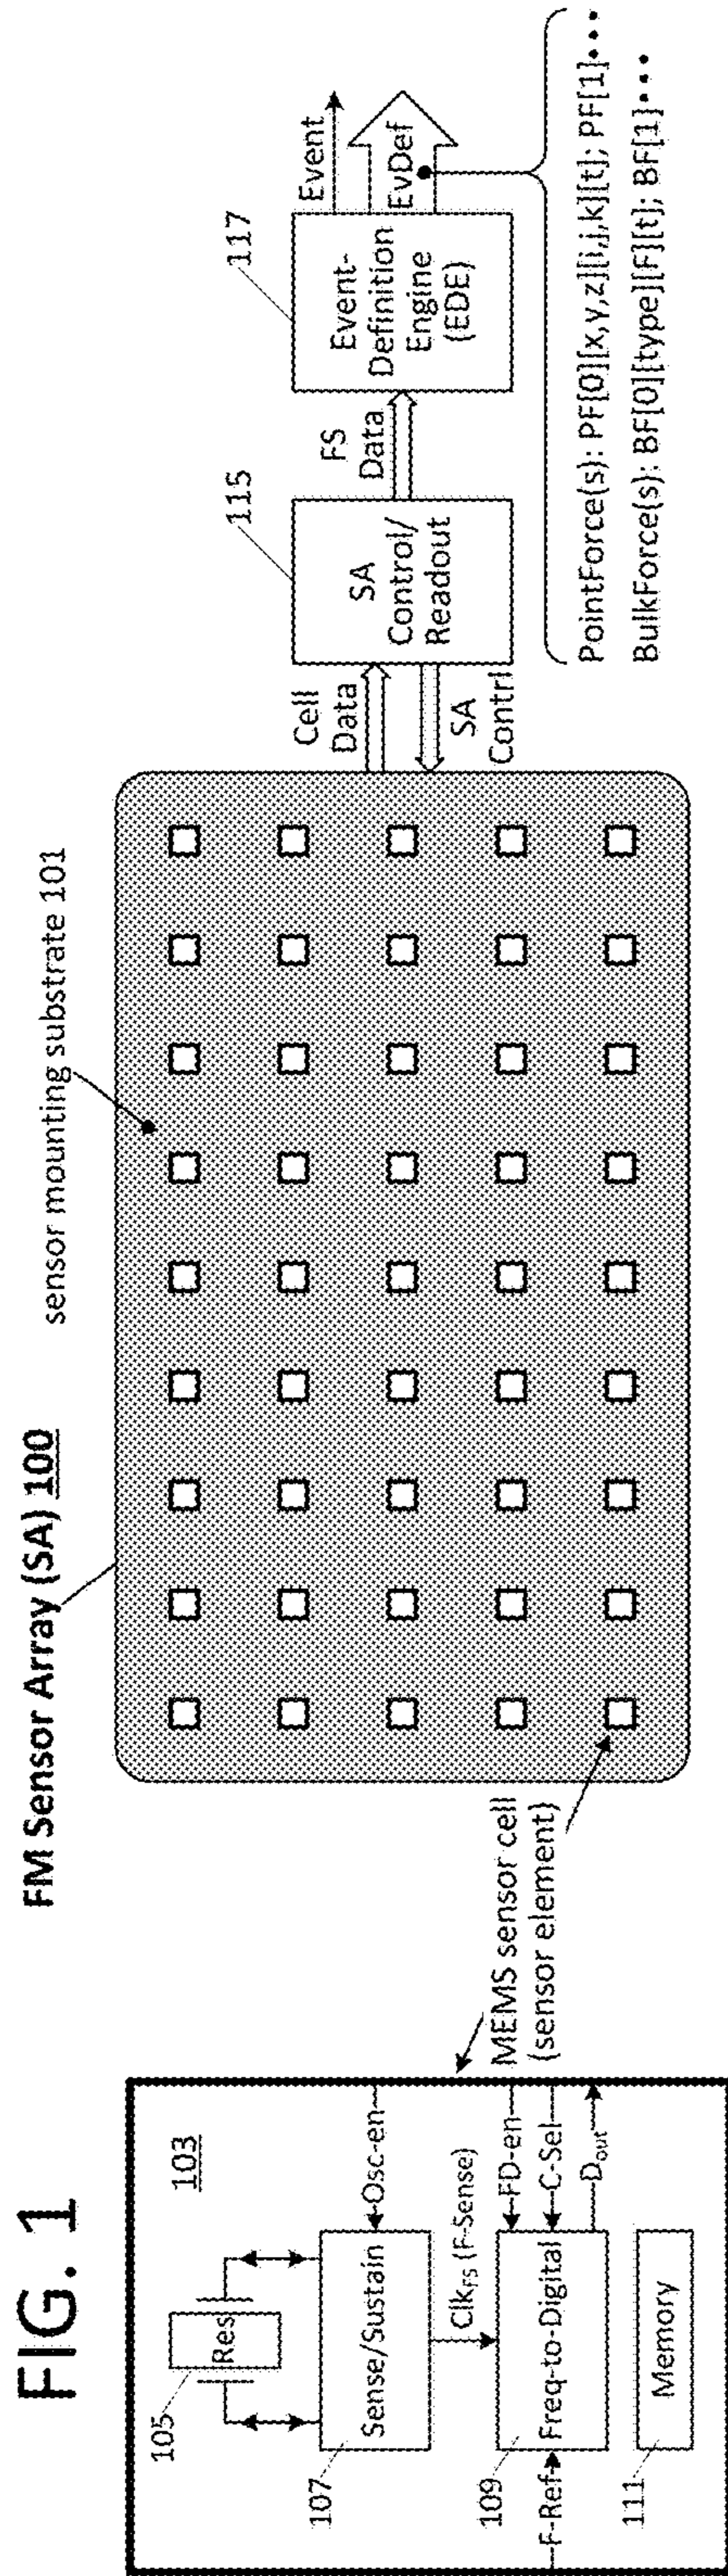 FIG. 1
103
105
Res
107
Sense/Sustain
Osc-en
Clk_FS (F-Sense)
109
Freq-to-Digital
F-Ref
FD-en
C-Sel
D_out
111
Memory
MEMS sensor cell
(sensor element)
FM Sensor Array (SA) 100
sensor mounting substrate 101
Cell
Data
SA
Contrl
115
SA
Control/
Readout
FS
Data
117
Event-
Definition
Engine
(EDE)
Event
EvDef
PointForce(s): PF[0][x,y,z][i,j,k][t]; PF[1]•••
BulkForce(s): BF[0][type][F][t]; BF[1]•••